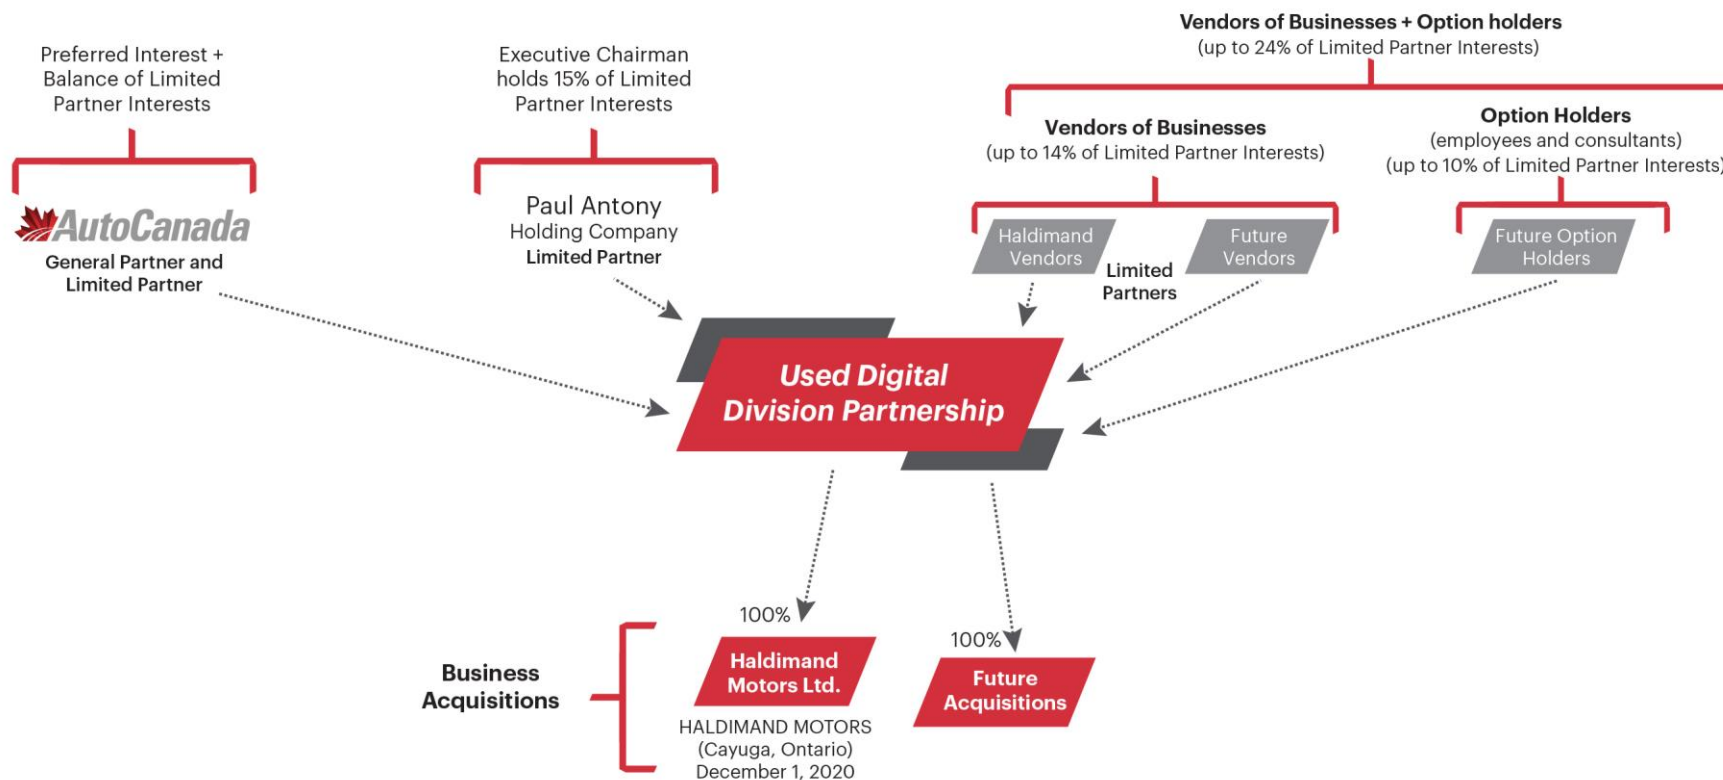 Preferred Interest +
Balance of Limited
Partner Interests
AutoCanada
General Partner and
Limited Partner
Executive Chairman
holds 15% of Limited
Partner Interests
Paul Antony
Holding Company
Limited Partner
Vendors of Businesses + Option holders
(up to 24% of Limited Partner Interests)
Vendors of Businesses
(up to 14% of Limited Partner Interests)
Haldimand
Vendors
Future
Vendors
Limited
Partners
Option Holders
(employees and consultants)
(up to 10% of Limited Partner Interests)
Future Option
Holders
Used Digital
Division Partnership
Business
Acquisitions
100%
Haldimand
Motors Ltd.
HALDIMAND MOTORS
(Cayuga, Ontario)
December 1, 2020
100%
Future
Acquisitions